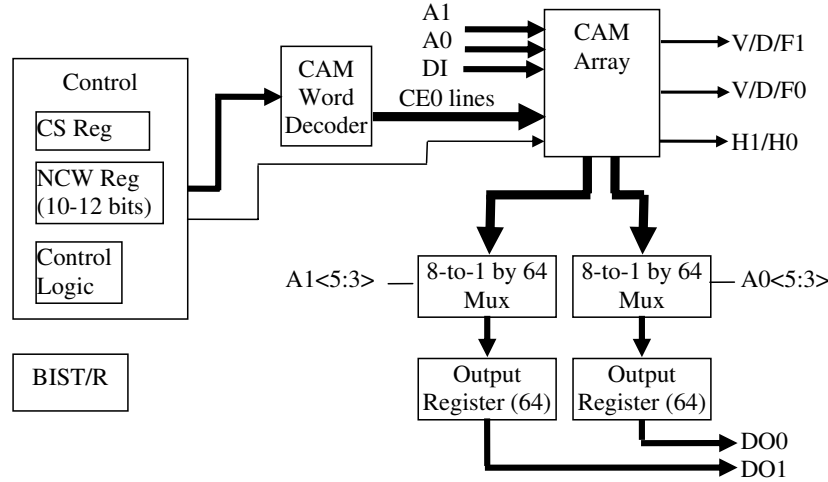 A1
A0
DI
CAM
Array
V/D/F1
V/D/F0
H1/H0
Control
CS Reg
NCW Reg
(10-12 bits)
Control
Logic
CAM
Word
Decoder
CE0 lines
A1<5:3>
8-to-1 by 64
Mux
8-to-1 by 64
Mux
A0<5:3>
BIST/R
Output
Register (64)
Output
Register (64)
DO0
DO1